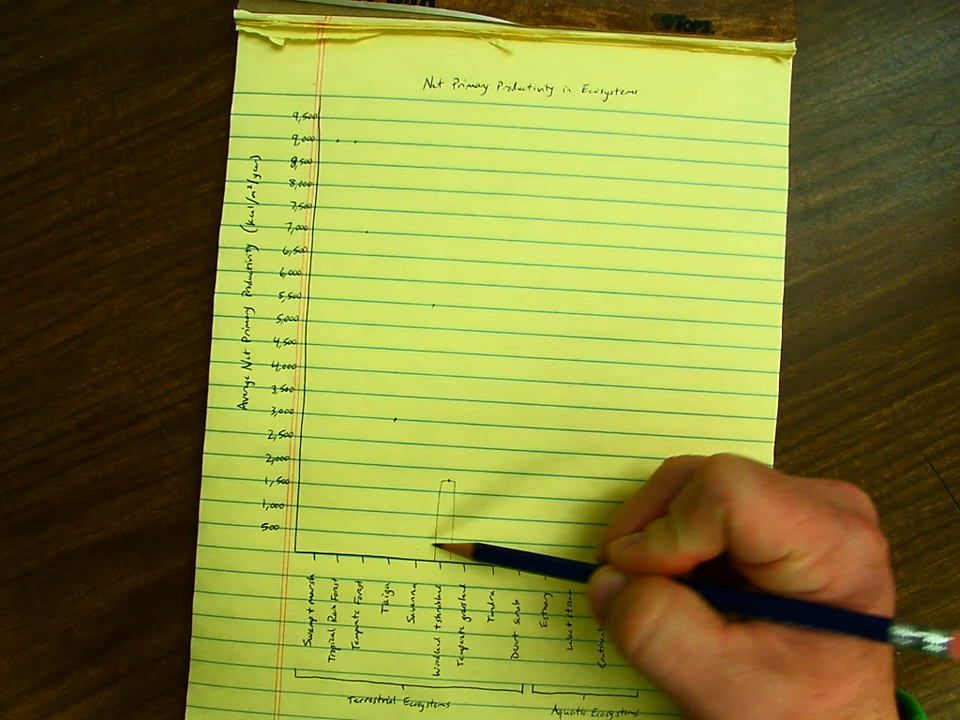 TOPS
Net Primary Productivity in Ecosystems
Average Net Primary Productivity (kcal/m²/year)
9,500
9,000
8,500
8,000
7,500
7,000
6,500
6,000
5,500
5,000
4,500
4,000
3,500
3,000
2,500
2,000
1,500
1,000
500
Swamp + marsh
Tropical Rain Forest
Temperate Forest
Taiga
Savanna
Woodland + shrubland
Temperate grassland
Tundra
Desert scrub
Estuary
Terrestrial Ecosystems
Aquatic Ecosystems